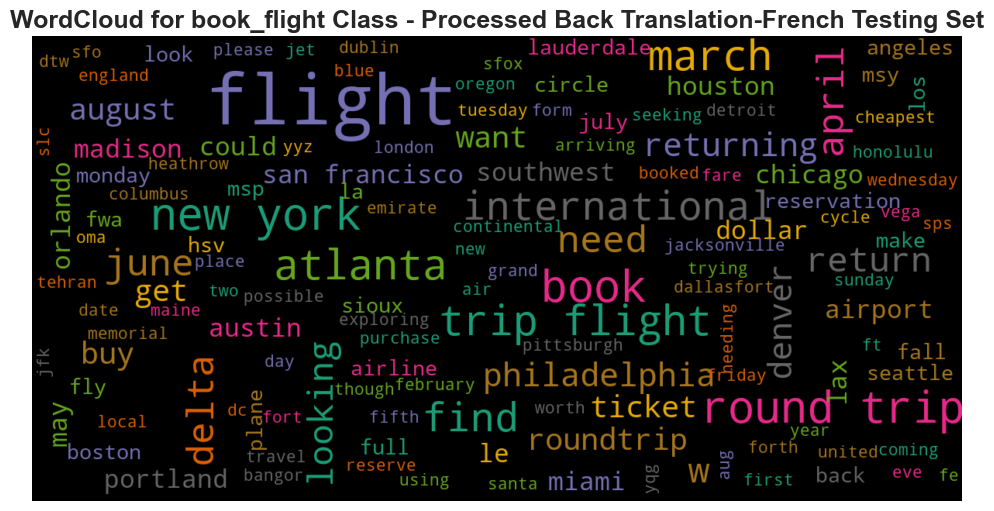 WordCloud for book_flight Class - Processed Back Translation-French Testing Set
dtw sfo look please jet dublin lauderdale march angeles
england blue sfox april msy los
flight oregon circle houston
august tuesday form seeking detroit cheapest
slc madison could yyz london want july arriving returning honolulu
monday heathrow san francisco southwest booked fare chicago wednesday
orlando columbus msp la emirate international reservation
fwa new york continental dollar cycle vega sps
oma hsv new need jacksonville make
tehran june place atlanta grand trying return sunday
get two possible air book dallasfort denver
date maine sioux trip flight airport
memorial austin exploring purchase pittsburgh needing
jfk buy day airline ft fall
fly delta looking though february philadelphia friday lax seattle
may local dc fort fifth find worth ticket round trip
plane year
boston full le roundtrip forth united coming
portland travel reserve aug
bangor using santa miami yqg w first back eve fe